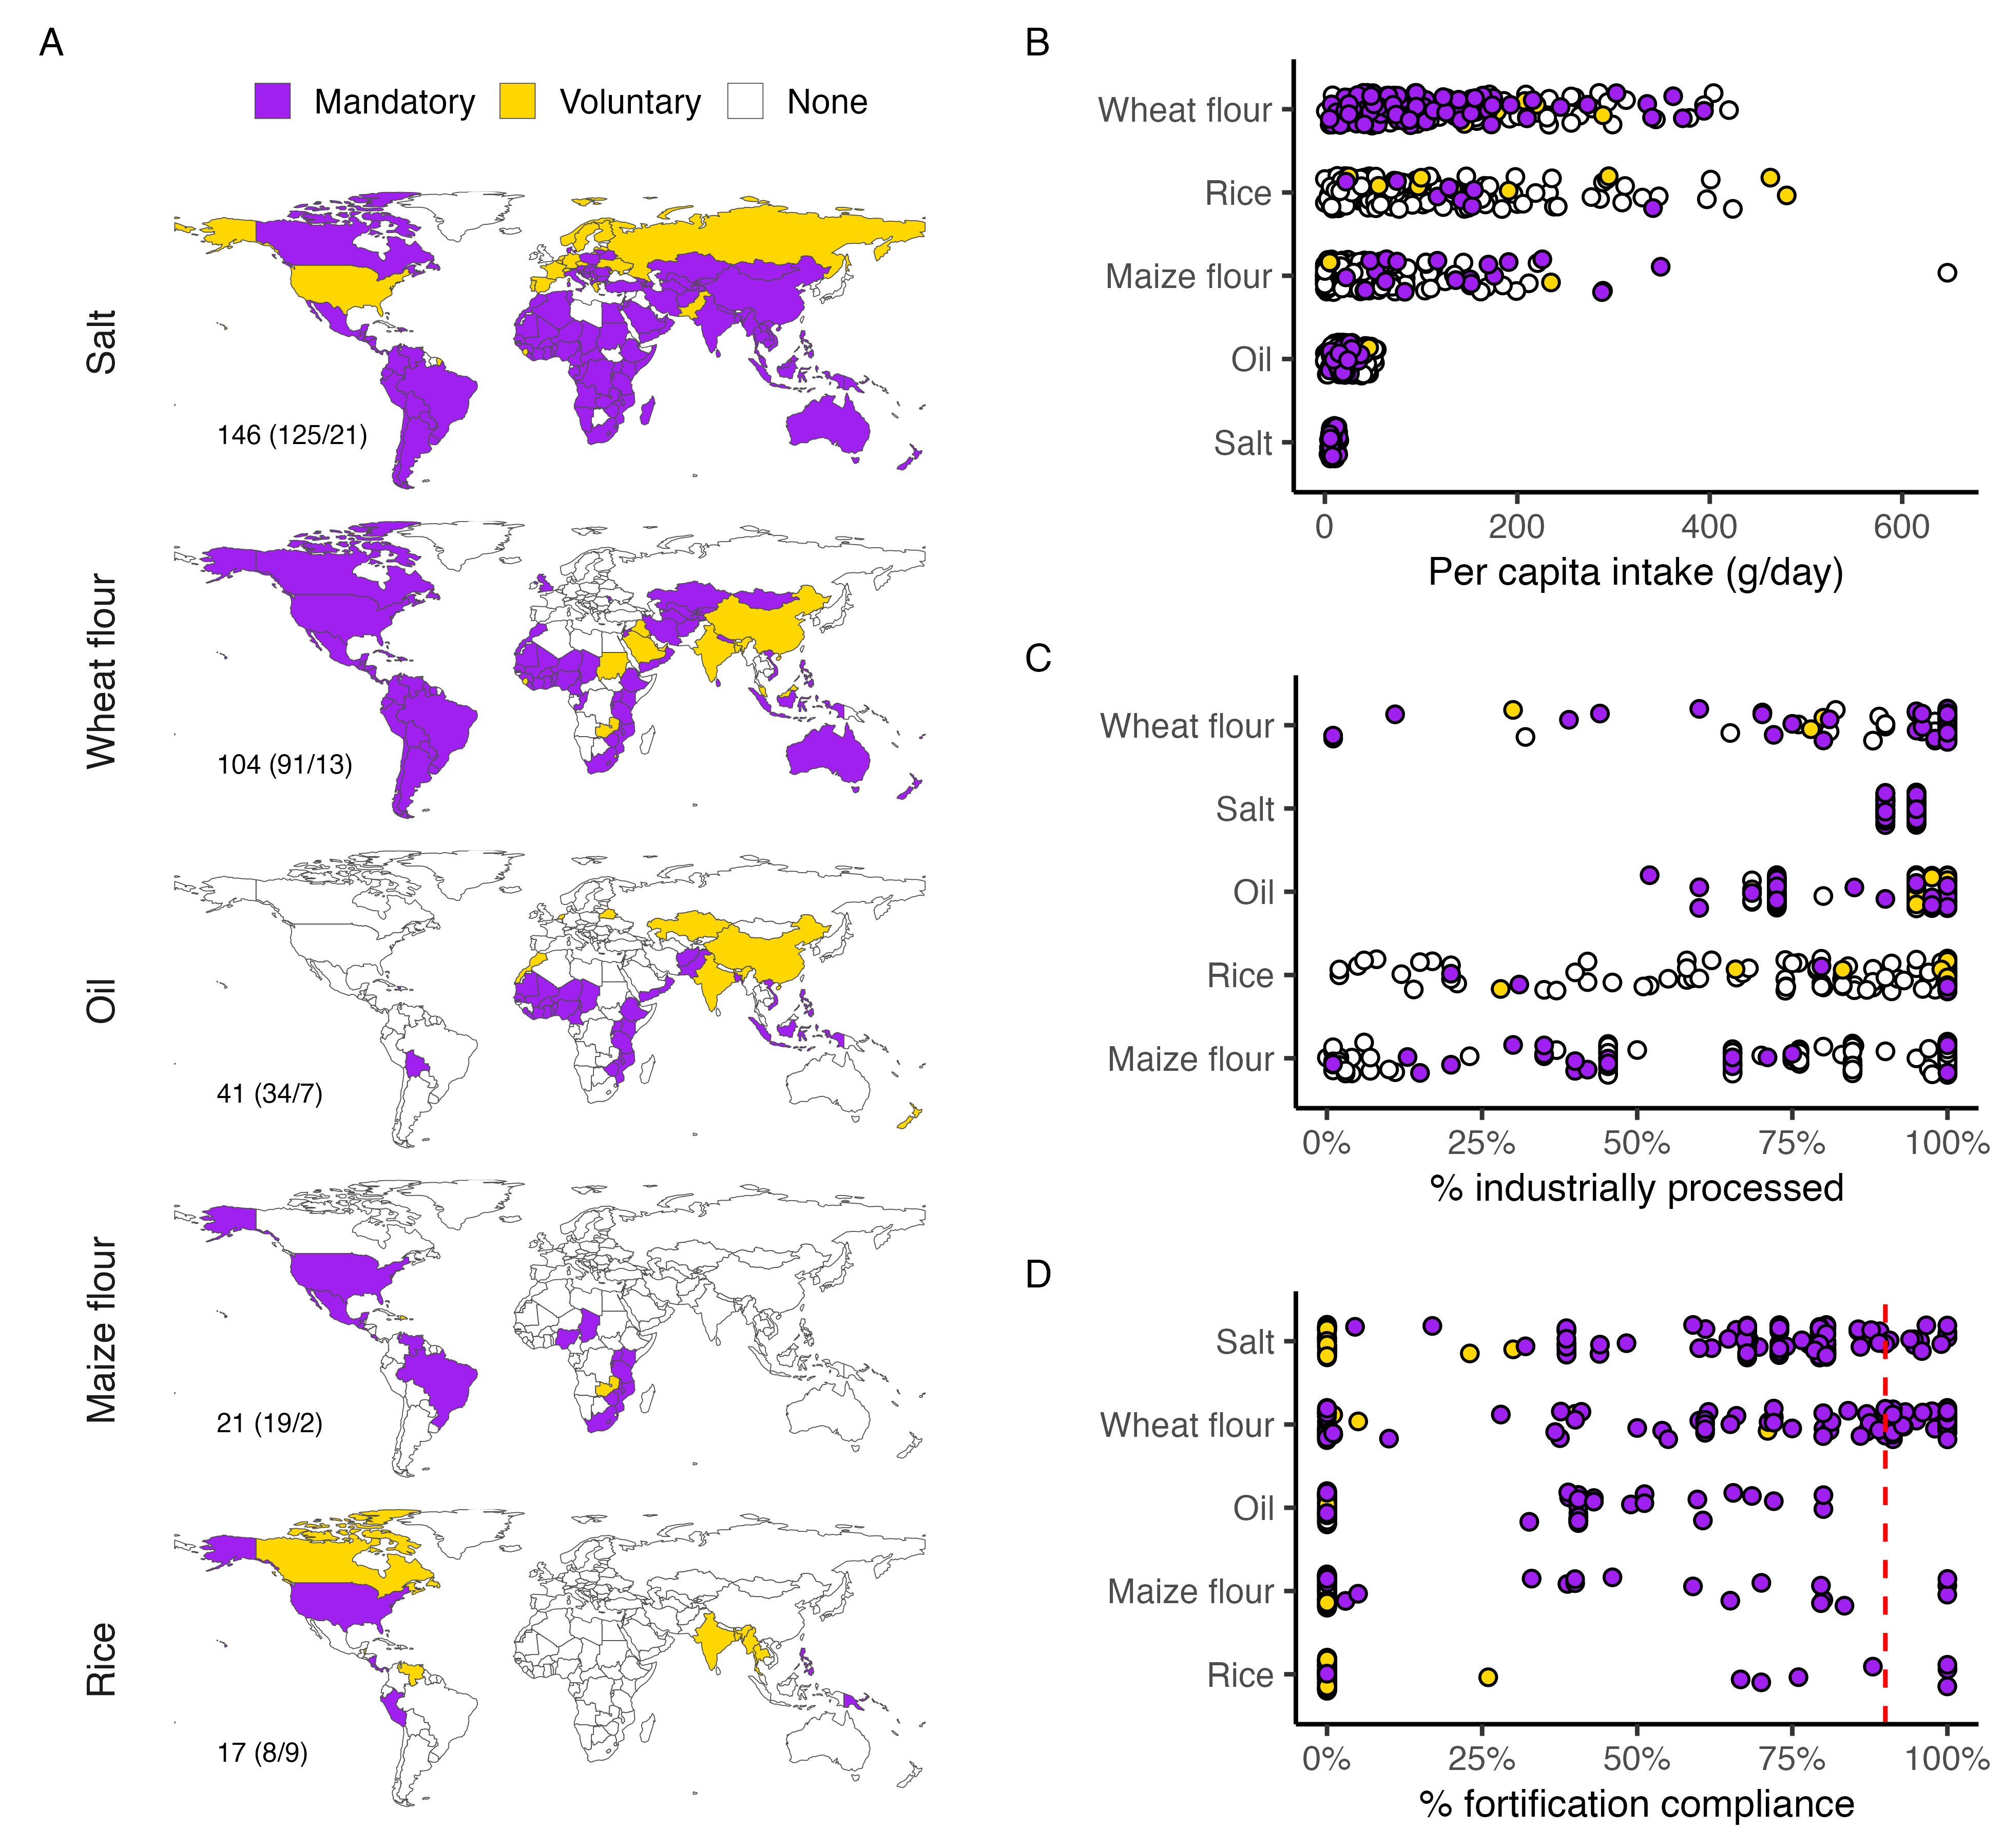 A
Mandatory
Voluntary
None
Salt
146 (125/21)
Wheat flour
104 (91/13)
Oil
41 (34/7)
Maize flour
21 (19/2)
Rice
17 (8/9)
B
Wheat flour
Rice
Maize flour
Oil
Salt
0 200 400 600
Per capita intake (g/day)
C
Wheat flour
Salt
Oil
Rice
Maize flour
0% 25% 50% 75% 100%
% industrially processed
D
Salt
Wheat flour
Oil
Maize flour
Rice
0% 25% 50% 75% 100%
% fortification compliance